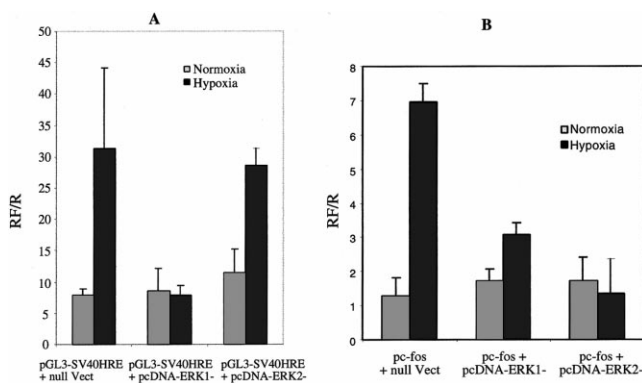 A
RF/R
50
45
40
35
30
25
20
15
10
5
0
Normoxia
Hypoxia
pGL3-SV40HRE
+ null Vect
pGL3-SV40HRE
+ pcDNA-ERK1-
pGL3-SV40HRE
+ pcDNA-ERK2-
B
RF/R
8
7
6
5
4
3
2
1
0
Normoxia
Hypoxia
pc-fos
+ null Vect
pc-fos +
pcDNA-ERK1-
pc-fos +
pcDNA-ERK2-